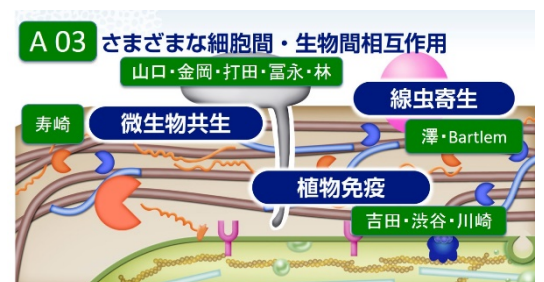 A 03 さまざまな細胞間・生物間相互作用
山口・金岡・打田・冨永・林
線虫寄生
寿崎
微生物共生
澤・Bartlem
植物免疫
吉田・渋谷・川崎